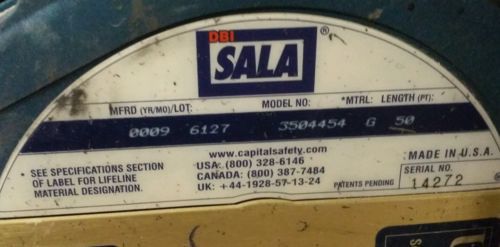 DBI
SALA®
MFRD (YR/MO)/LOT: MODEL NO: *MTRL: LENGTH (FT):
0009 6127 3504454 G 50
www.capitalsafety.com
USA: (800) 328-6146
CANADA: (800) 387-7484
UK: +44-1928-57-13-24
*SEE SPECIFICATIONS SECTION
OF LABEL FOR LIFELINE
MATERIAL DESIGNATION.
PATENTS PENDING
MADE IN U.S.A.
SERIAL NO.
14272